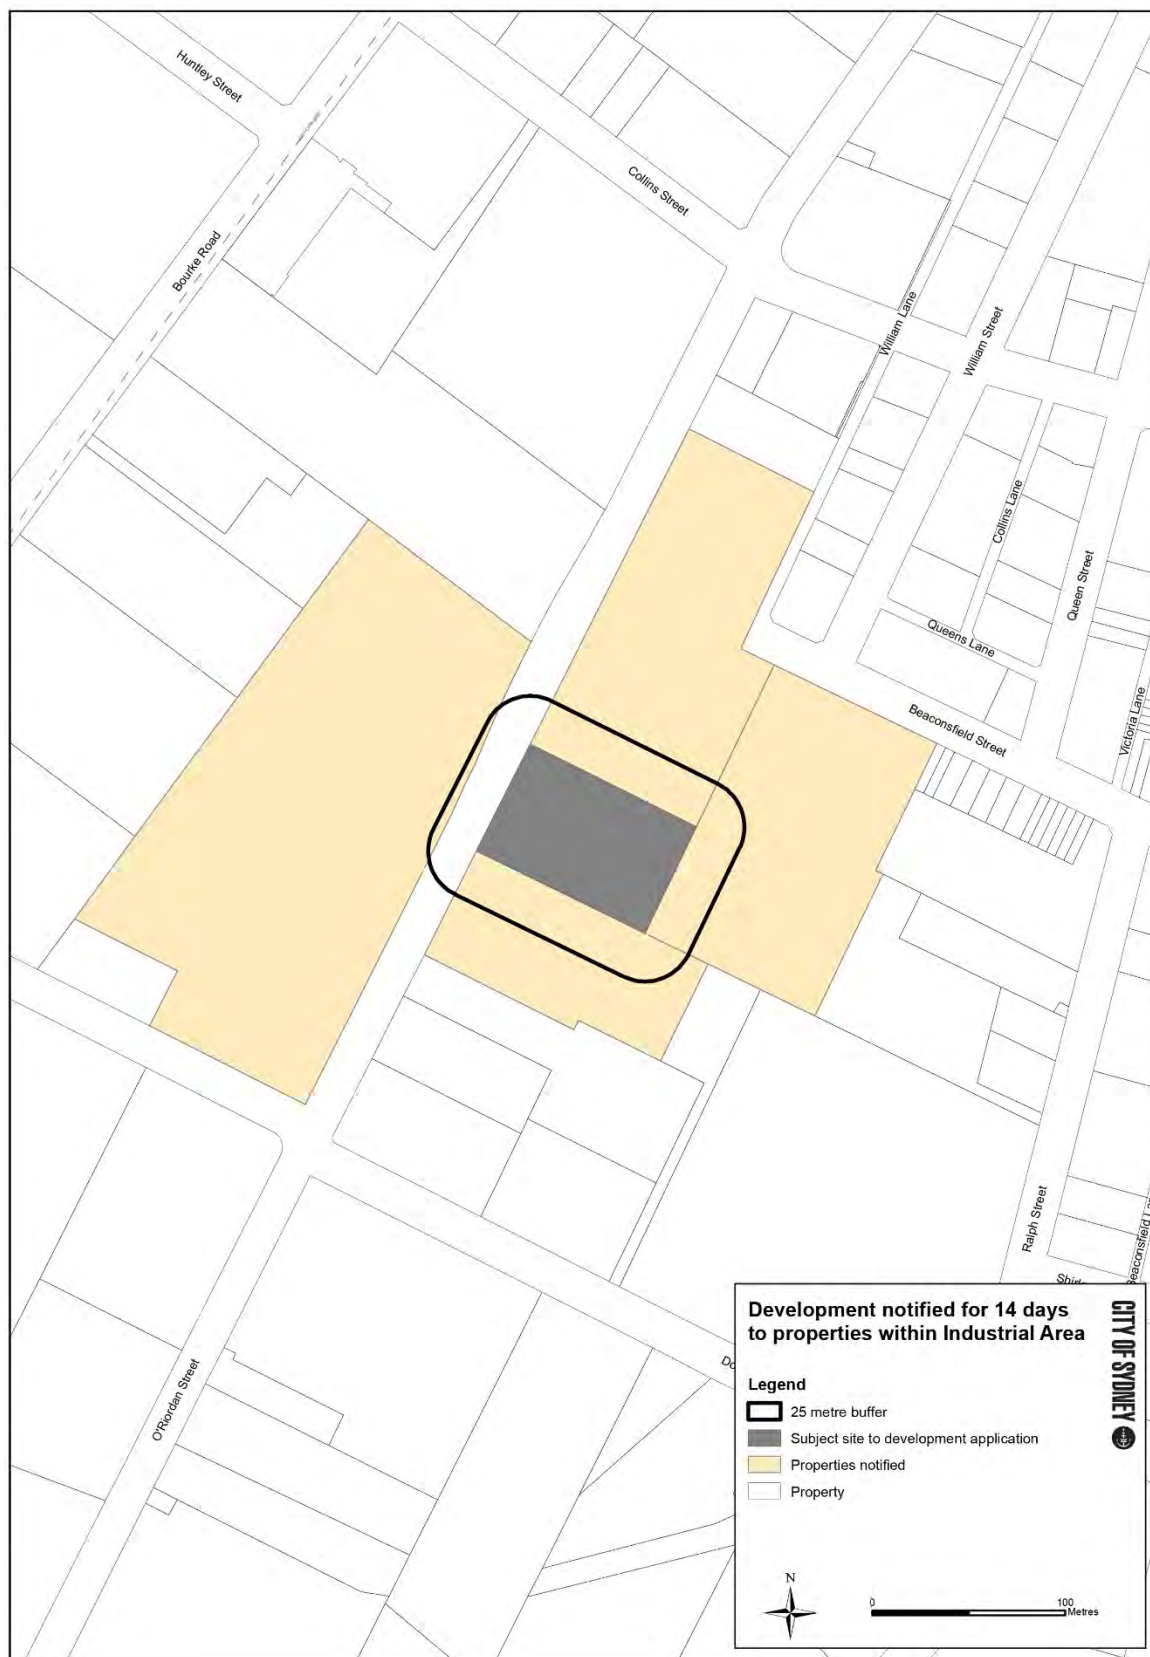 Huntley Street
Collins Street
Bourke Road
William Lane
William Street
Collins Lane
Queen Street
Queens Lane
Beaconsfield Street
Victoria Lane
Ralph Street
Beaconsfield
O'Riordan Street
Development notified for 14 days
to properties within Industrial Area
CITY OF SYDNEY
Legend
25 metre buffer
Subject site to development application
Properties notified
Property
N
0 100
Metres